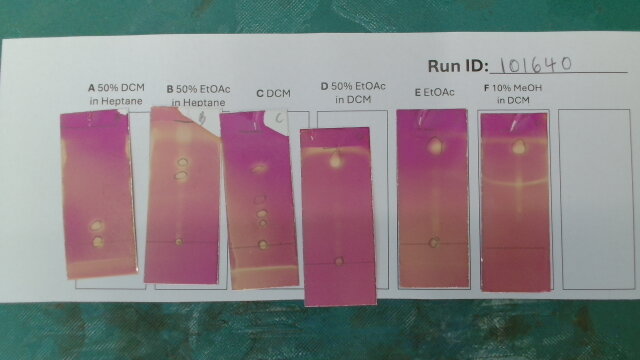 Run ID: 101640
A 50% DCM
in Heptane
B 50% EtOAc
in Heptane
C DCM
D 50% EtOAc
in DCM
E EtOAc
F 10% MeOH
in DCM
B
C